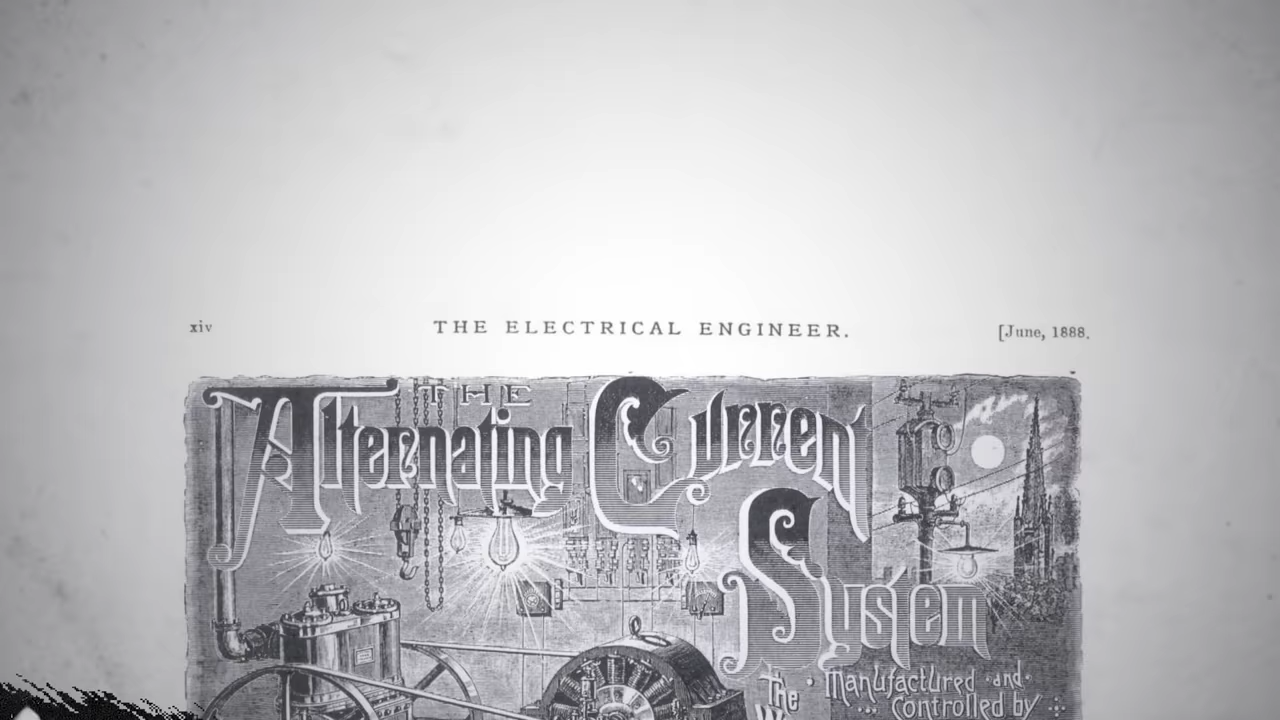 xiv THE ELECTRICAL ENGINEER. [June, 1888.
THE
Alternating Current
System
Manufactured and
The controlled by